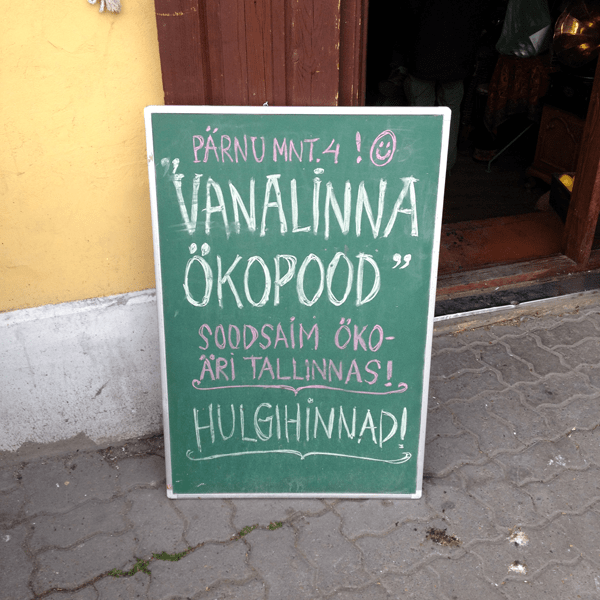 PÄRNU MNT. 4 ! ☺
"VANALINNA
ÖKOPOOD"
SOODSAIM ÖKO-
ÄRI TALLINNAS!
HULGIHINNAD!